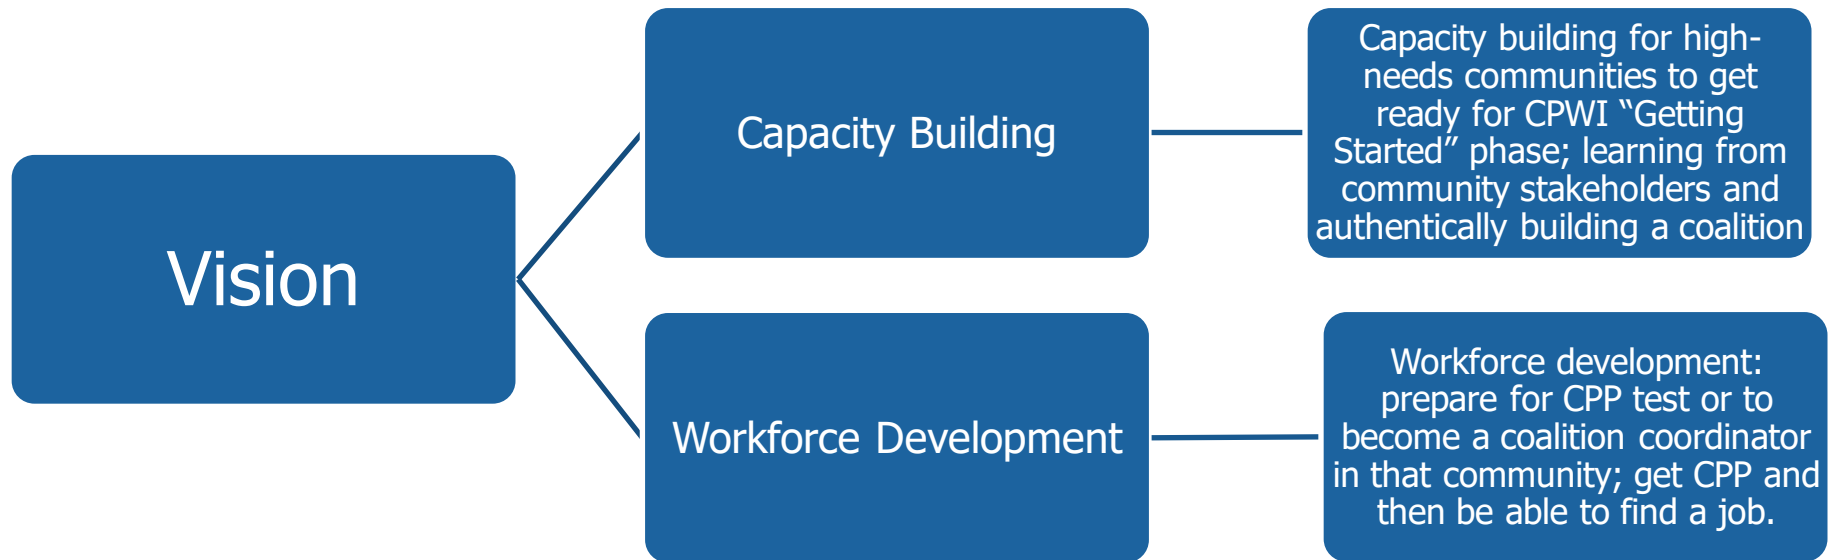 Vision
Capacity Building
Capacity building for high-
needs communities to get
ready for CPWI “Getting
Started” phase; learning from
community stakeholders and
authentically building a coalition
Workforce Development
Workforce development:
prepare for CPP test or to
become a coalition coordinator
in that community; get CPP and
then be able to find a job.